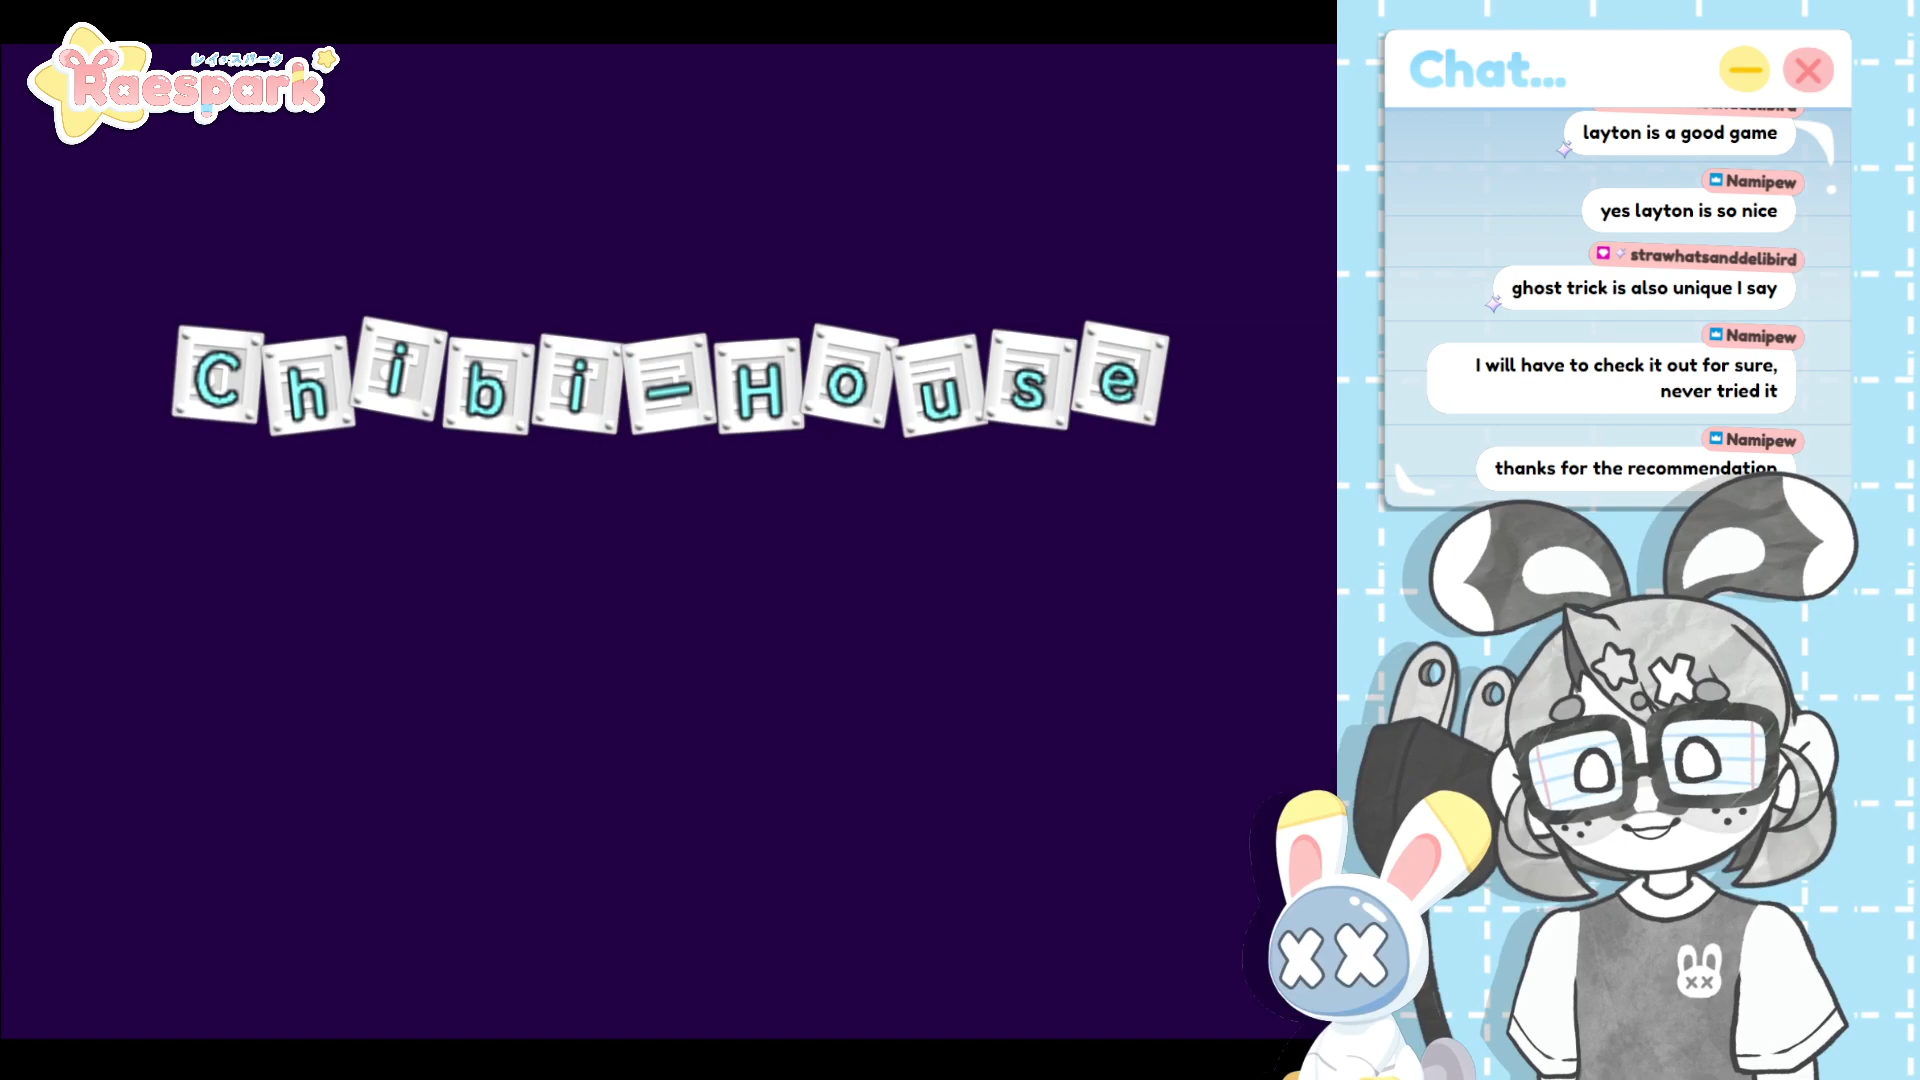 レイ・スパーク
Raespark
Chibi-House
Chat...
layton is a good game
Namipew
yes layton is so nice
strawhatsanddelibird
ghost trick is also unique I say
Namipew
I will have to check it out for sure,
never tried it
Namipew
thanks for the recommendation